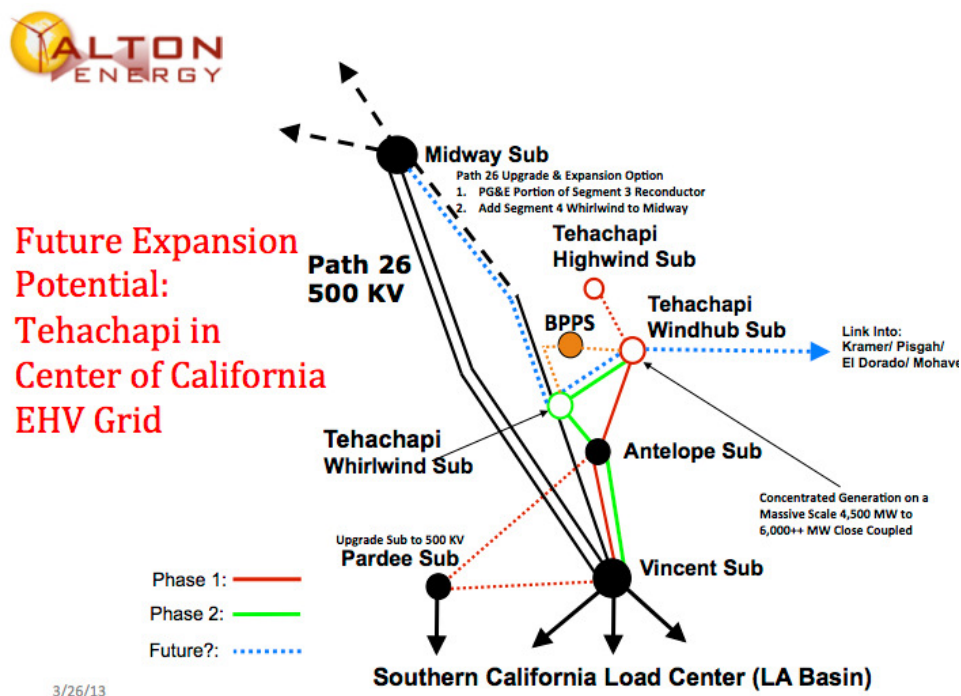 ALTON
ENERGY
Midway Sub
Path 26 Upgrade & Expansion Option
1. PG&E Portion of Segment 3 Reconductor
2. Add Segment 4 Whirlwind to Midway
Future Expansion
Potential:
Tehachapi in
Center of California
EHV Grid
Path 26
500 KV
Tehachapi
Highwind Sub
BPPS
Tehachapi
Windhub Sub
Link Into:
Kramer/ Pisgah/
El Dorado/ Mohave
Tehachapi
Whirlwind Sub
Antelope Sub
Concentrated Generation on a
Massive Scale 4,500 MW to
6,000++ MW Close Coupled
Upgrade Sub to 500 KV
Pardee Sub
Vincent Sub
Phase 1:
Phase 2:
Future?:
Southern California Load Center (LA Basin)
3/26/13